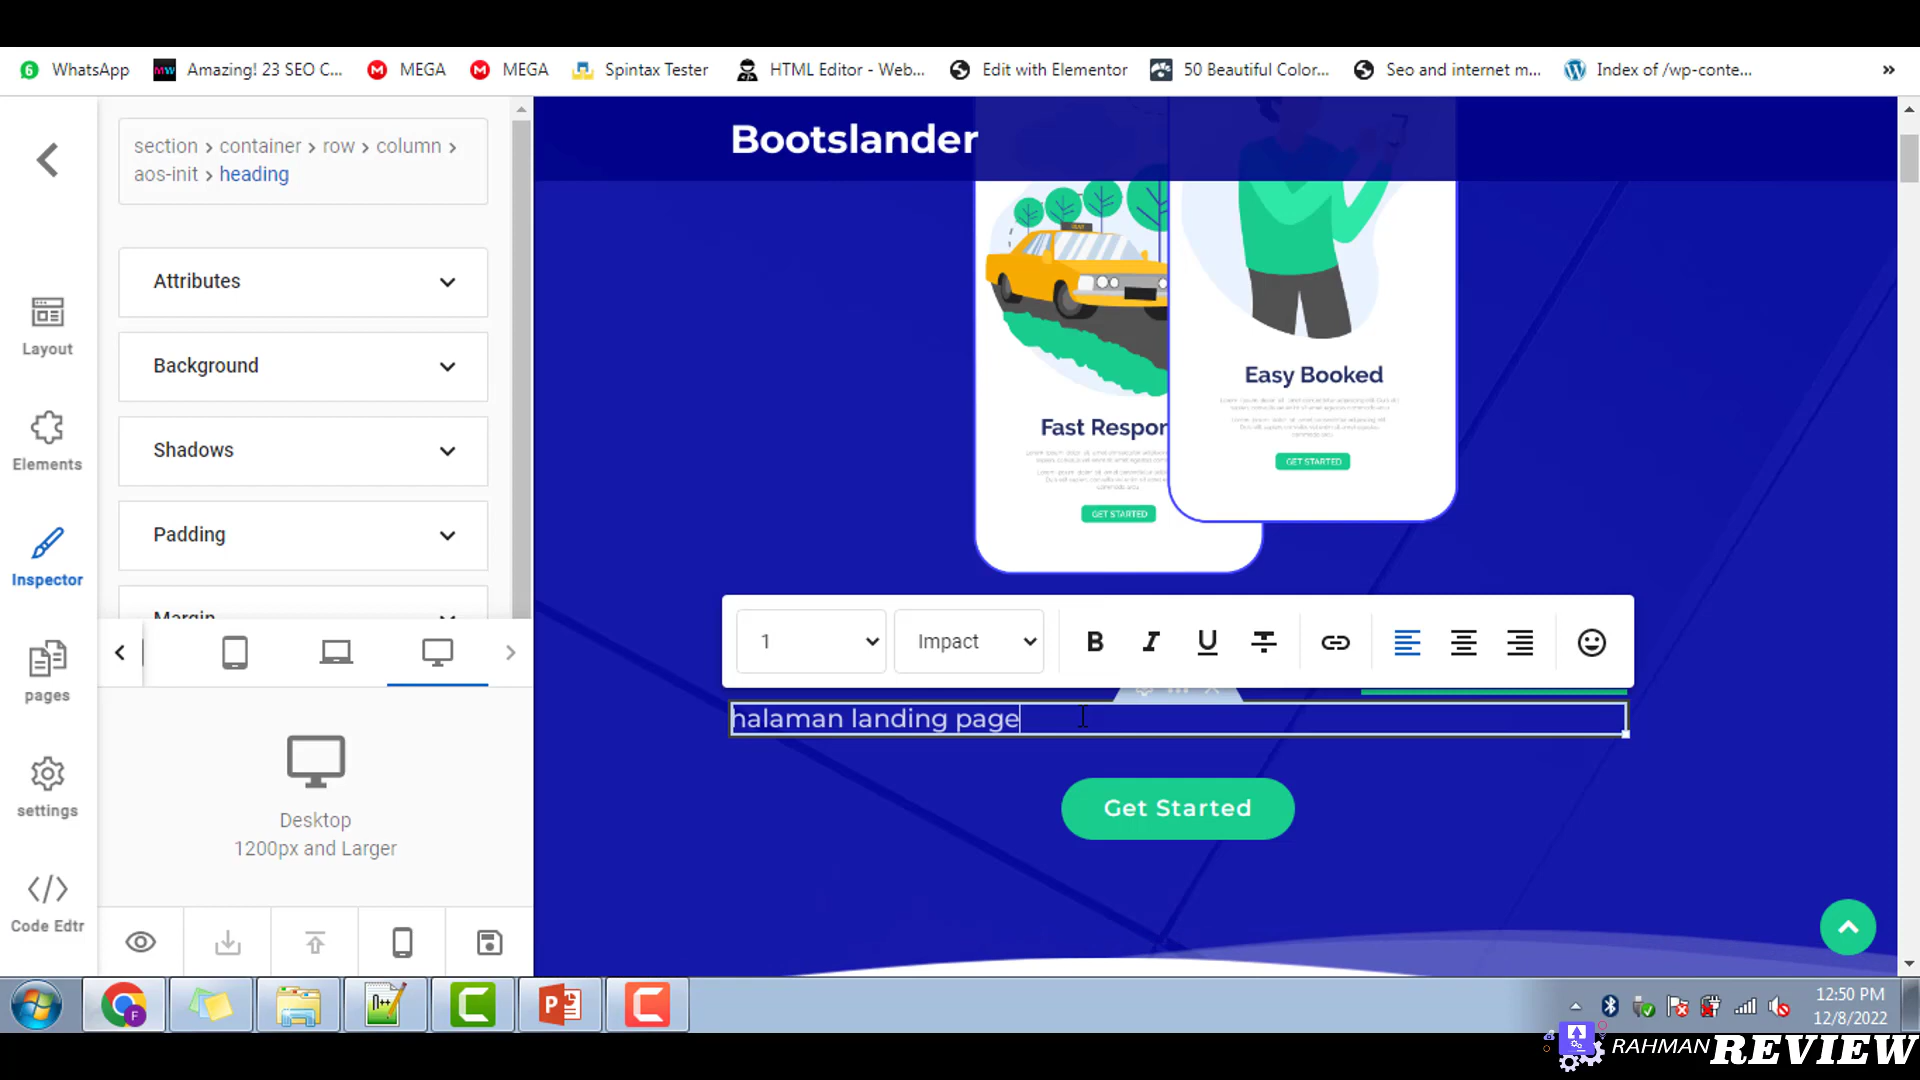 WhatsApp
Amazing! 23 SEO C...
MEGA
MEGA
Spintax Tester
HTML Editor - Web...
Edit with Elementor
50 Beautiful Color...
Seo and internet m...
Index of /wp-conte...
»
section > container > row > column >
aos-init > heading
Attributes
Background
Shadows
Padding
Margin
Layout
Elements
Inspector
pages
settings
Code Edtr
Desktop
1200px and Larger
Bootslander
Easy Booked
GET STARTED
Fast Respon
GET STARTED
1
Impact
B I U S
halaman landing page
Get Started
12:50 PM
12/8/2022
RAHMAN REVIEW